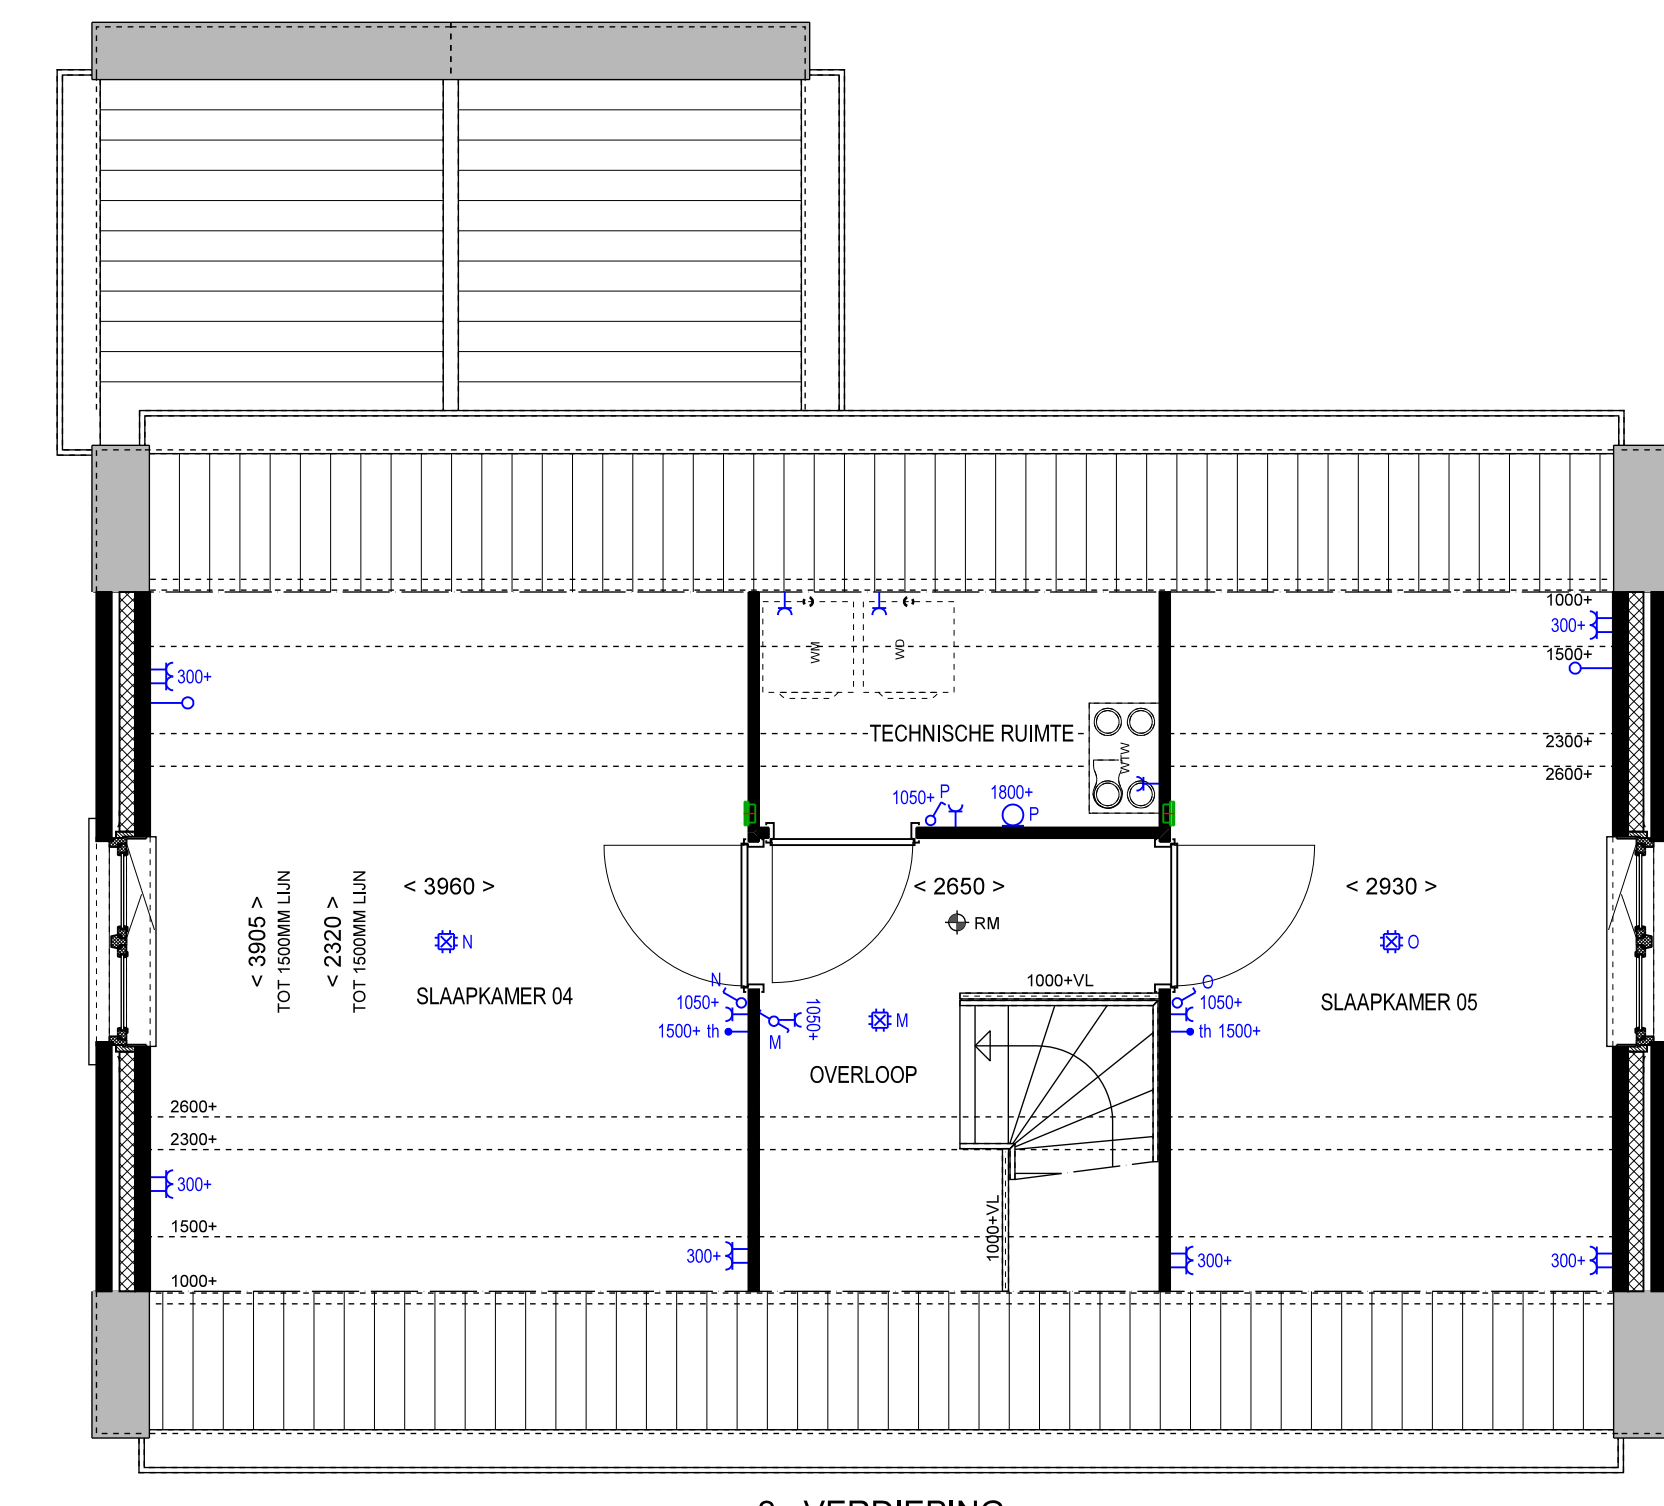 1000+
300+
1500+
300+
WM
WD
TECHNISCHE RUIMTE
2300+
WTW
2600+
1050+ P
1800+
P
< 3960 >
< 2650 >
< 2930 >
< 3905 >
TOT 1500MM LIJN
< 2320 >
TOT 1500MM LIJN
RM
N
O
N
1000+VL
O
SLAAPKAMER 04
1050+
1050+
SLAAPKAMER 05
1050+
M
1500+ th
th 1500+
M
OVERLOOP
2600+
2300+
300+
1500+
1000+VL
300+
300+
300+
1000+
VERDIEPING